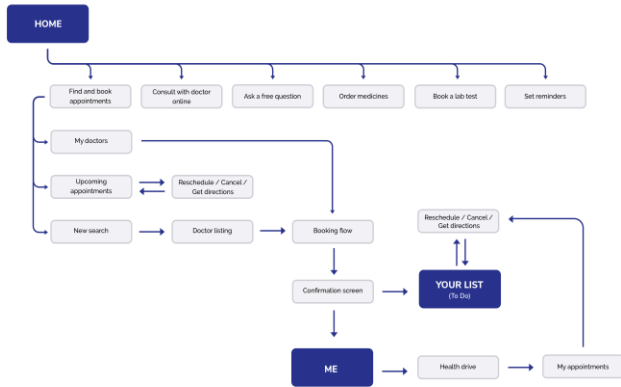 HOME
Find and book
appointments
Consult with doctor
online
Ask a free question
Order medicines
Book a lab test
Set reminders
My doctors
Upcoming
appointments
Reschedule / Cancel /
Get directions
New search
Doctor listing
Booking flow
Reschedule / Cancel /
Get directions
Confirmation screen
YOUR LIST
(To Do)
ME
Health drive
My appointments